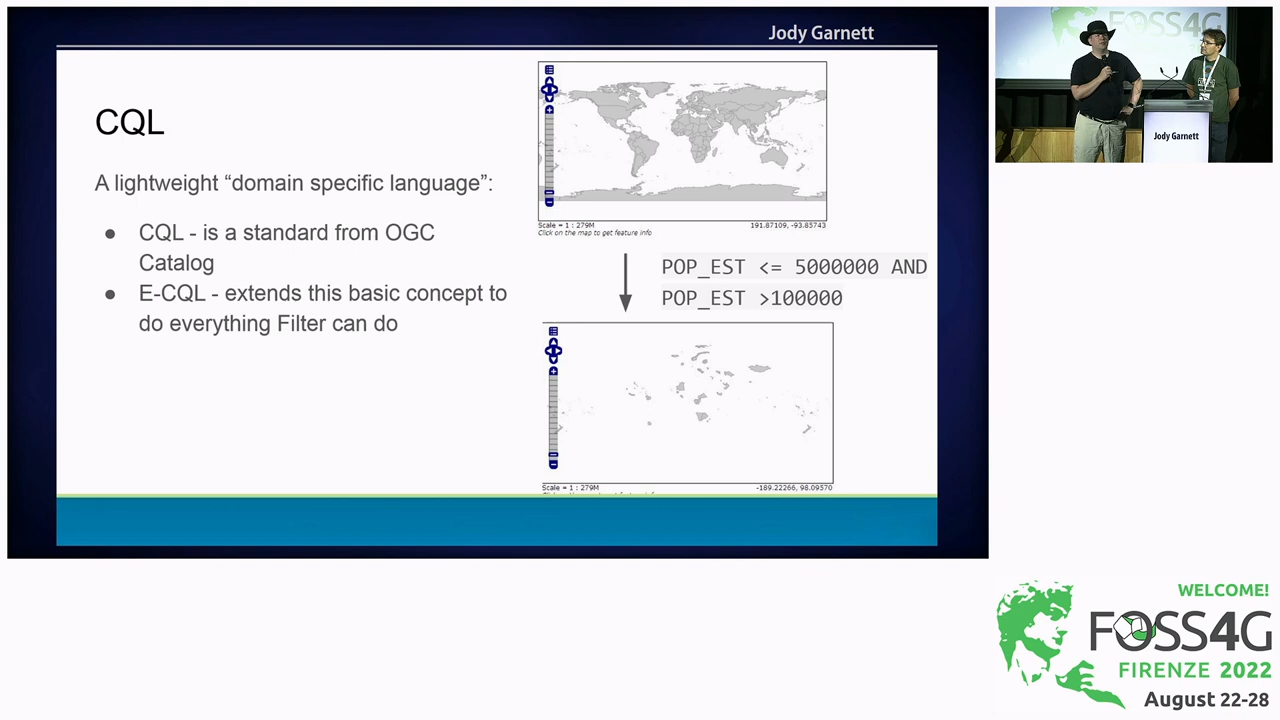 Jody Garnett
CQL
A lightweight “domain specific language”:
● CQL - is a standard from OGC
Catalog
● E-CQL - extends this basic concept to
do everything Filter can do
Scale = 1 : 279M
191.87109, -93.85743
Click on the map to get feature info
POP_EST <= 5000000 AND
POP_EST >100000
Scale = 1 : 279M
-189.22266, 98.09570
FOSS4G
Jody Garnett
WELCOME!
FOSS4G
FIRENZE 2022
August 22-28